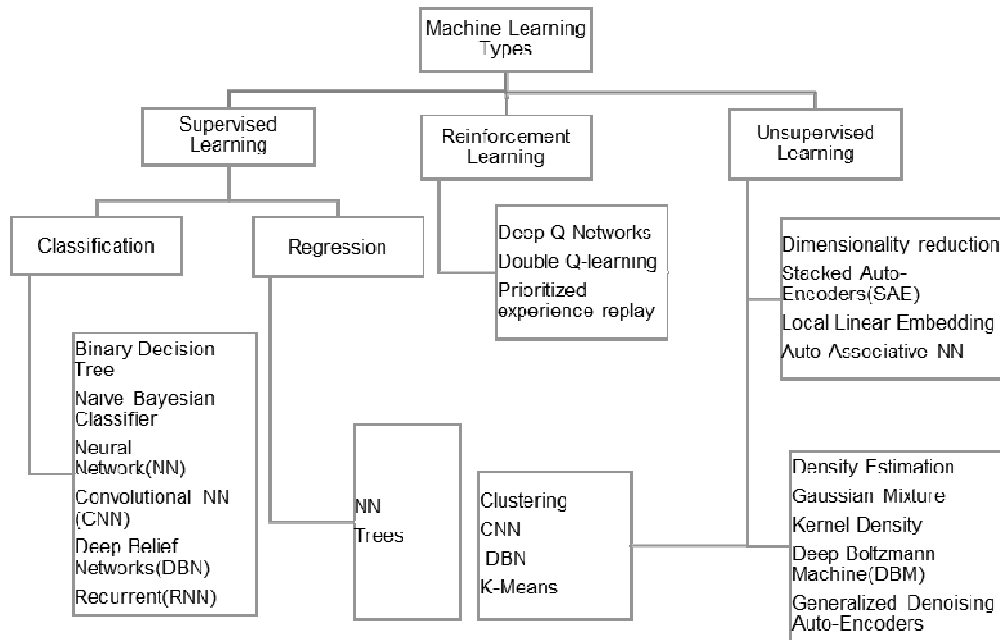 Machine Learning
Types
Supervised
Learning
Reinforcement
Learning
Unsupervised
Learning
Classification
Regression
Deep Q Networks
Double Q-learning
Prioritized
experience replay
Dimensionality reduction
Stacked Auto-
Encoders(SAE)
Local Linear Embedding
Auto Associative NN
Binary Decision
Tree
Naive Bayesian
Classifier
Neural
Network(NN)
Convolutional NN
(CNN)
Deep Belief
Networks(DBN)
Recurrent(RNN)
NN
Trees
Clustering
CNN
DBN
K-Means
Density Estimation
Gaussian Mixture
Kernel Density
Deep Boltzmann
Machine(DBM)
Generalized Denoising
Auto-Encoders